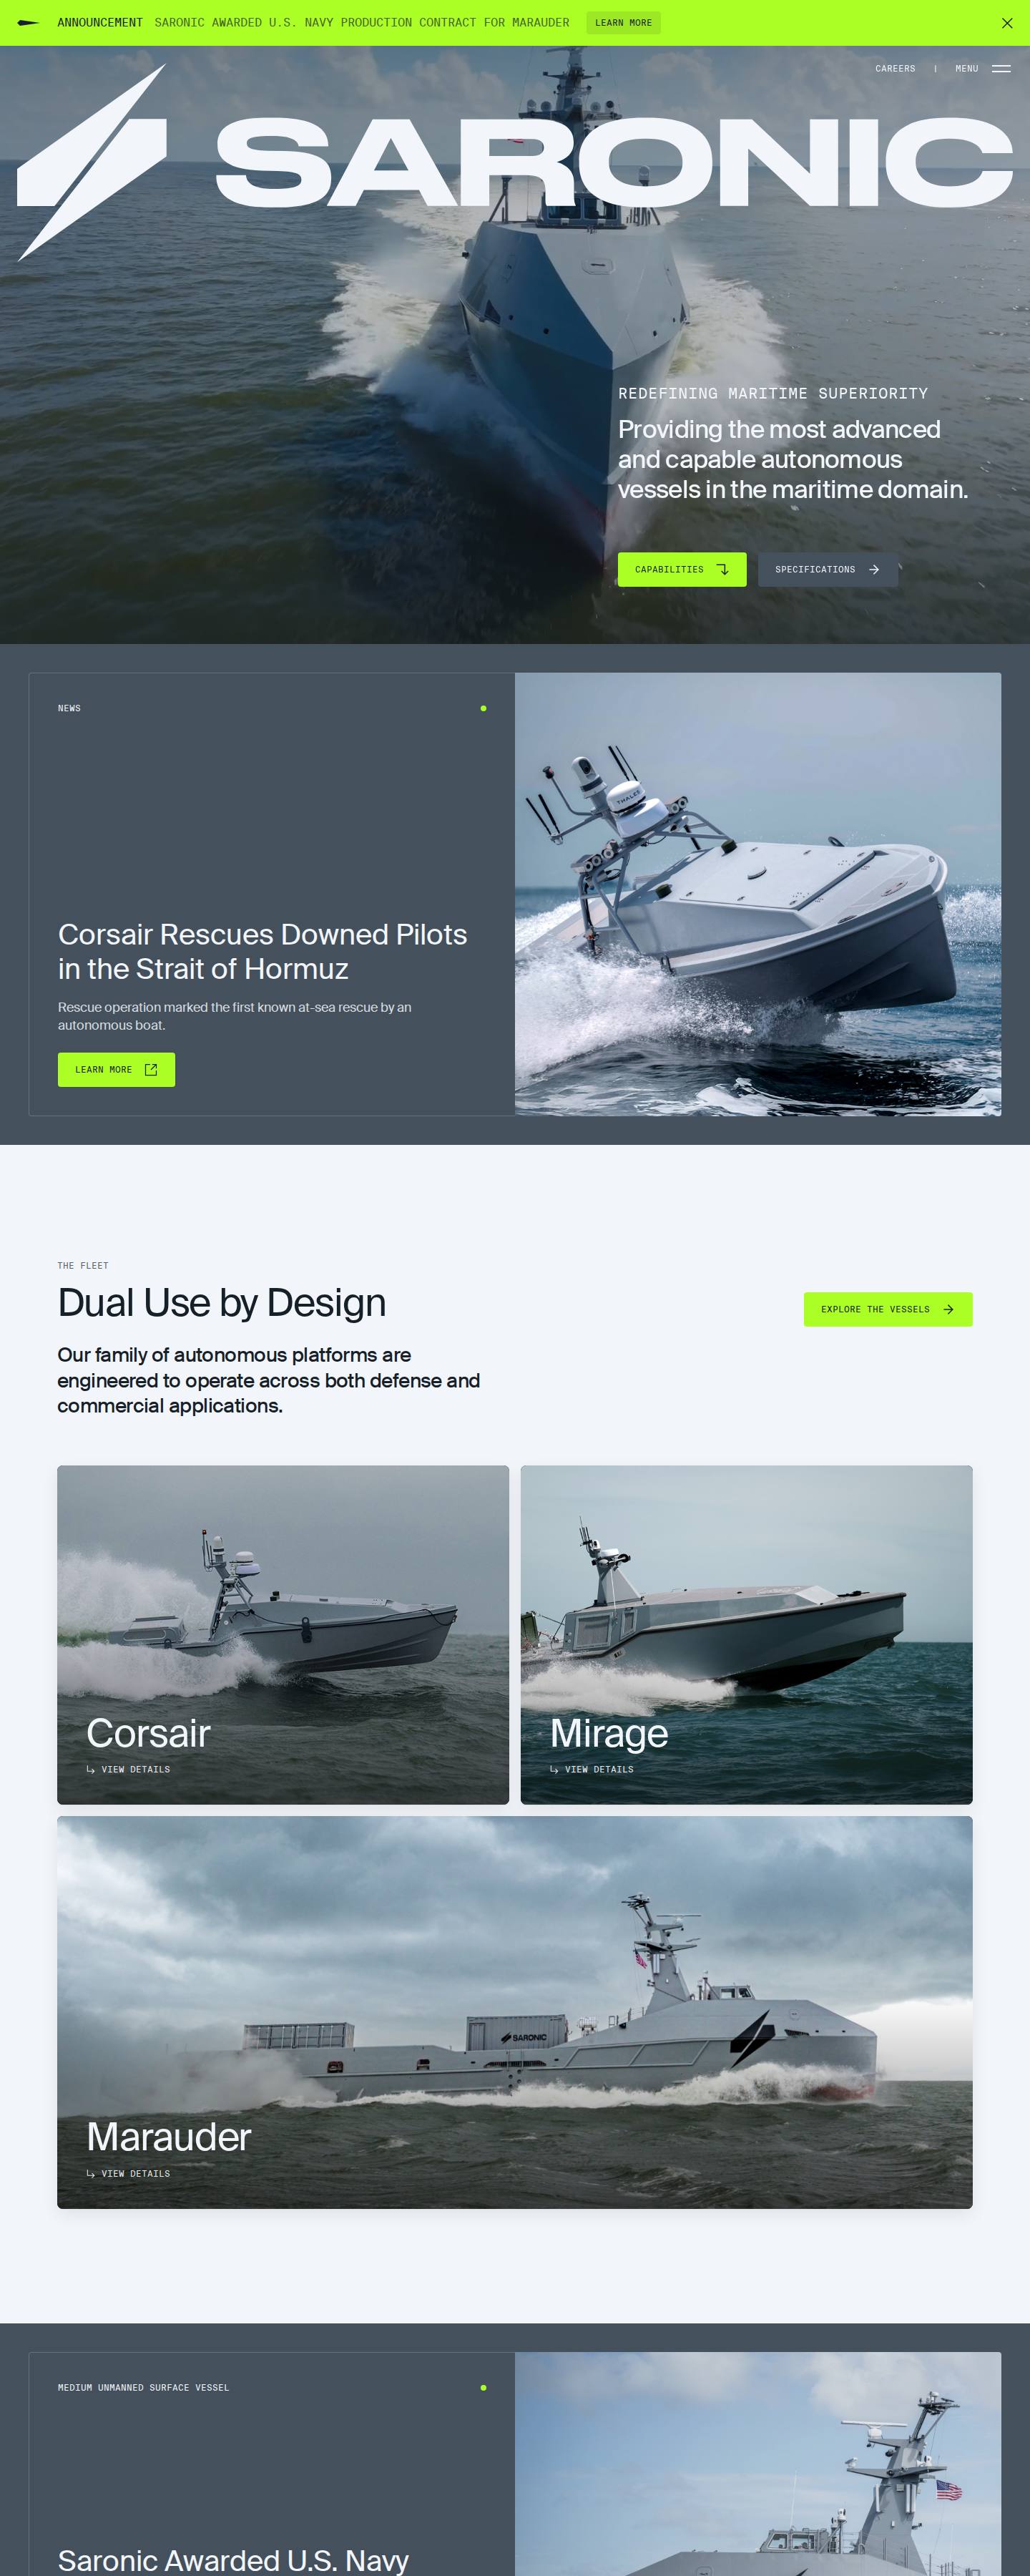 ANNOUNCEMENT SARONIC AWARDED U.S. NAVY PRODUCTION CONTRACT FOR MARAUDER LEARN MORE
CAREERS | MENU
SARONIC
REDEFINING MARITIME SUPERIORITY
Providing the most advanced
and capable autonomous
vessels in the maritime domain.
CAPABILITIES SPECIFICATIONS
NEWS
THALES
Corsair Rescues Downed Pilots
in the Strait of Hormuz
Rescue operation marked the first known at-sea rescue by an
autonomous boat.
LEARN MORE
THE FLEET
Dual Use by Design
EXPLORE THE VESSELS
Our family of autonomous platforms are
engineered to operate across both defense and
commercial applications.
Corsair
VIEW DETAILS
Mirage
VIEW DETAILS
SARONIC
Marauder
VIEW DETAILS
MEDIUM UNMANNED SURFACE VESSEL
Saronic Awarded U.S. Navy